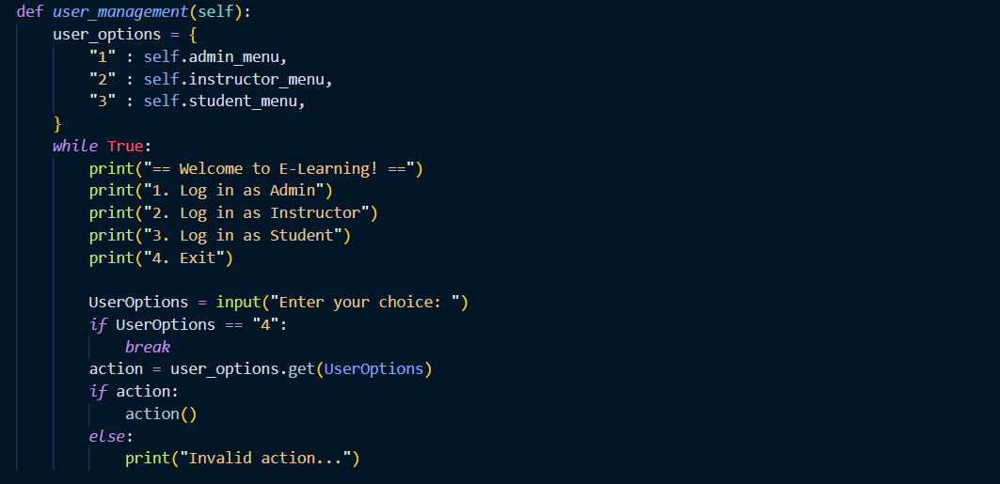 def user_management(self):
    user_options = {
        "1" : self.admin_menu,
        "2" : self.instructor_menu,
        "3" : self.student_menu,
    }
    while True:
        print("== Welcome to E-Learning! ==")
        print("1. Log in as Admin")
        print("2. Log in as Instructor")
        print("3. Log in as Student")
        print("4. Exit")

        UserOptions = input("Enter your choice: ")
        if UserOptions == "4":
            break
        action = user_options.get(UserOptions)
        if action:
            action()
        else:
            print("Invalid action...")